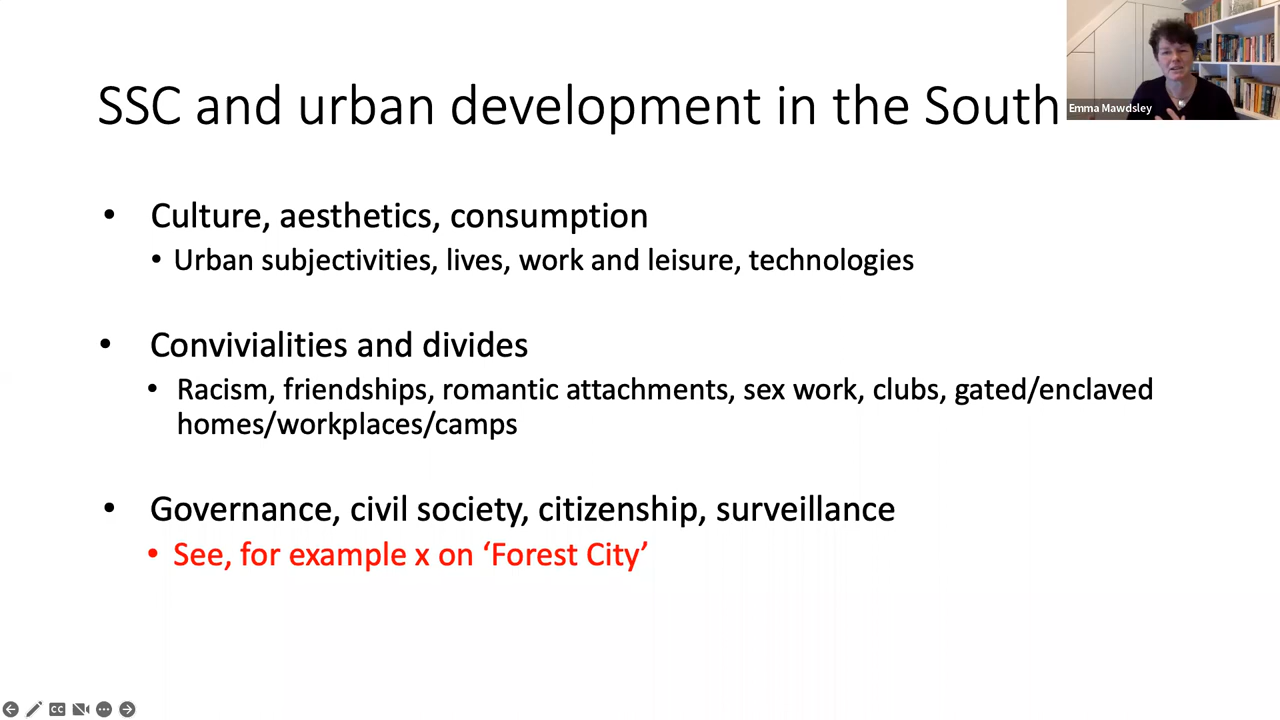 SSC and urban development in the South
Emma Mawdsley
• Culture, aesthetics, consumption
• Urban subjectivities, lives, work and leisure, technologies
• Convivialities and divides
• Racism, friendships, romantic attachments, sex work, clubs, gated/enclaved
homes/workplaces/camps
• Governance, civil society, citizenship, surveillance
• See, for example x on ‘Forest City’
CC